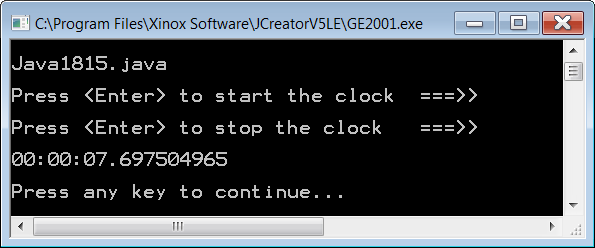 C:\Program Files\Xinox Software\JCreatorV5LE\GE2001.exe
Java1815.java
Press <Enter> to start the clock  ===>>
Press <Enter> to stop the clock   ===>>
00:00:07.697504965
Press any key to continue...